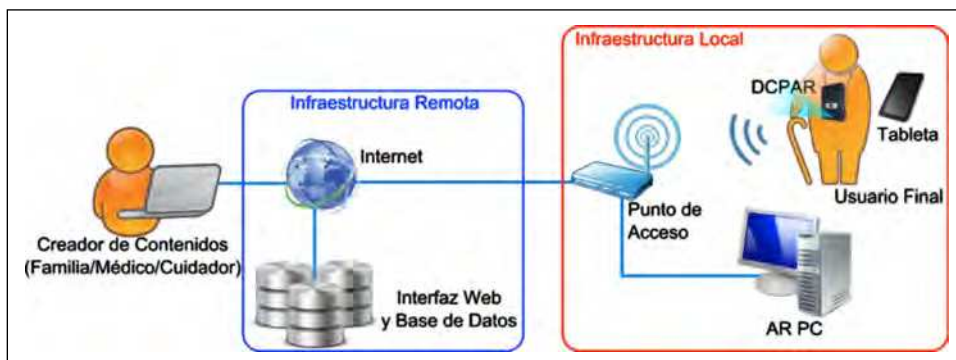 Infraestructura Local
DCPAR
Tableta
Usuario Final
Infraestructura Remota
Internet
Punto de
Acceso
Creador de Contenidos
(Familia/Médico/Cuidador)
Interfaz Web
y Base de Datos
AR PC